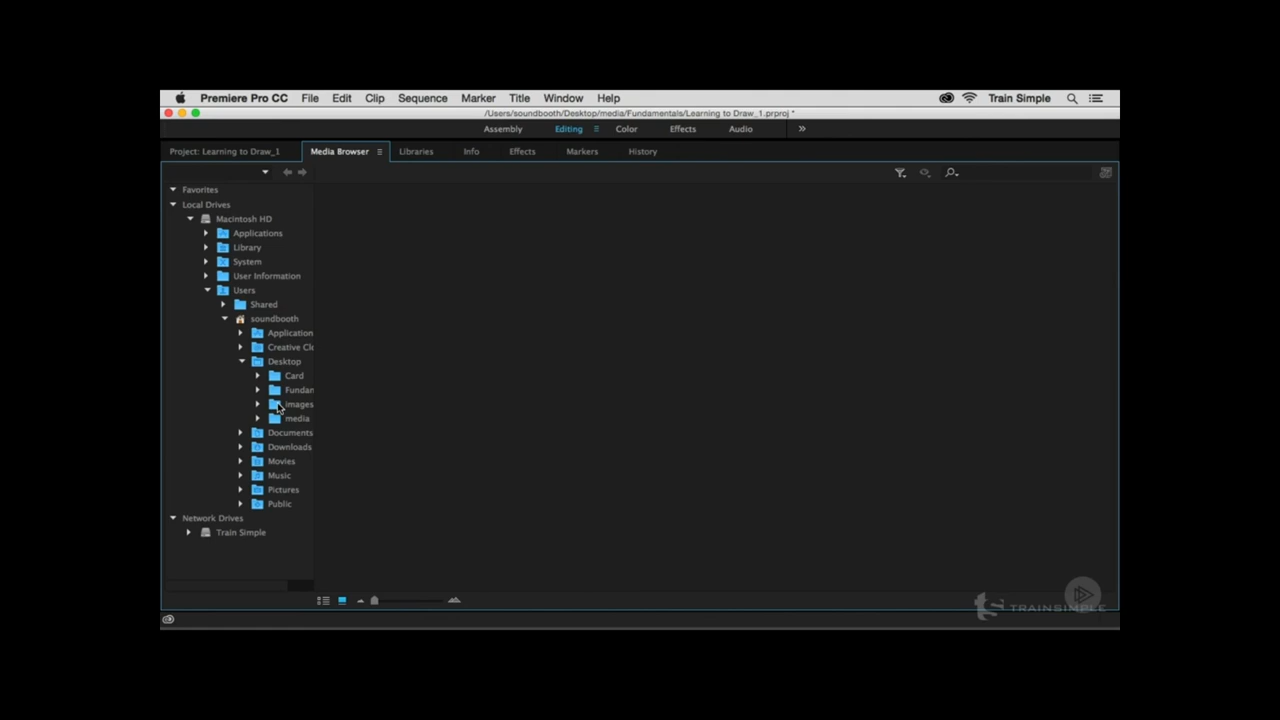 Premiere Pro CC File Edit Clip Sequence Marker Title Window Help Train Simple
/Users/soundbooth/Desktop/media/Fundamentals/Learning to Draw_1.prproj *
Assembly Editing Color Effects Audio
Project: Learning to Draw_1 Media Browser Libraries Info Effects Markers History
Favorites
Local Drives
Macintosh HD
Applications
Library
System
User Information
Users
Shared
soundbooth
Application
Creative Clo
Desktop
Card
Fundam
images
media
Documents
Downloads
Movies
Music
Pictures
Public
Network Drives
Train Simple
TRAINSIMPLE